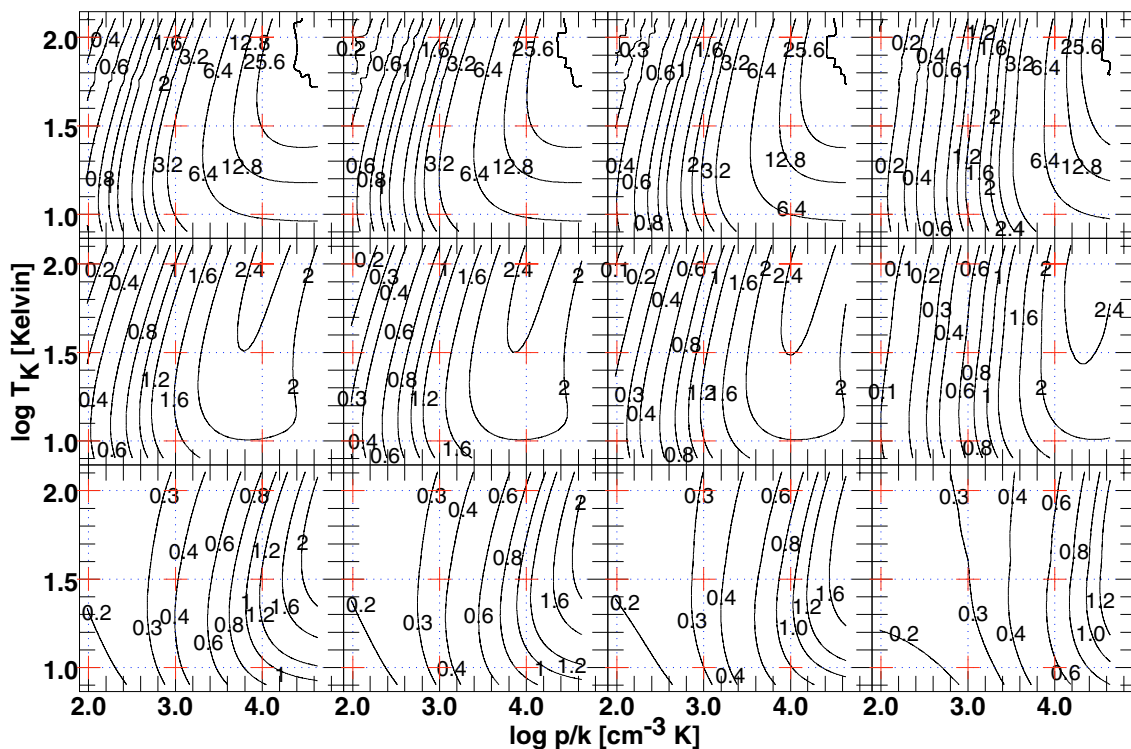 2.0 0.4 1.6 12.8 0.2 1.6 25.6 0.3 1.6 25.6 0.2 1.2 1.6 25.6
0.6 3.2 6.4 25.6 0.6 1 3.2 6.4 0.6 1 3.2 6.4 0.4 0.6 1 3.2 6.4
2 2
1.5
3.2 6.4 12.8 0.6 3.2 6.4 12.8 0.4 2 3.2 12.8 0.2 1.2 1.6 6.4 12.8
0.8 1 0.8 1 0.6 0.4 2
1.0 0.8 6.4 0.6 2.4
2.0 0.2 0.4 1 1.6 2.4 2 0.2 0.3 0.4 1 1.6 2.4 2 0.1 0.2 0.6 1 1.6 2 2.4 0.1 0.2 0.6 1 2
0.8 0.6 0.4 0.8 0.3 0.4 1.6 2.4
1.5
0.4 1.2 1.6 2 0.3 0.8 1.2 2 0.3 0.4 1.2 1.6 2 0.1 0.6 0.8 1 2
1.0 0.6 0.4 0.6 1.6 0.8 0.8
2.0 0.3 0.8 0.3 0.4 0.6 2 0.3 0.6 0.3 0.4 0.6
0.4 0.6 1.2 2 0.8 0.8 0.8
1.5
0.2 0.3 0.4 0.6 0.8 1 1.2 1.6 0.2 0.3 0.6 1.6 0.2 0.3 0.4 1.0 1.2 1.6 0.2 0.3 0.4 1.0 1.2
1.0 1 0.4 1 1.2 0.4 0.6
log T_K [Kelvin]
2.0 3.0 4.0 2.0 3.0 4.0 2.0 3.0 4.0 2.0 3.0 4.0
log p/k [cm⁻³ K]